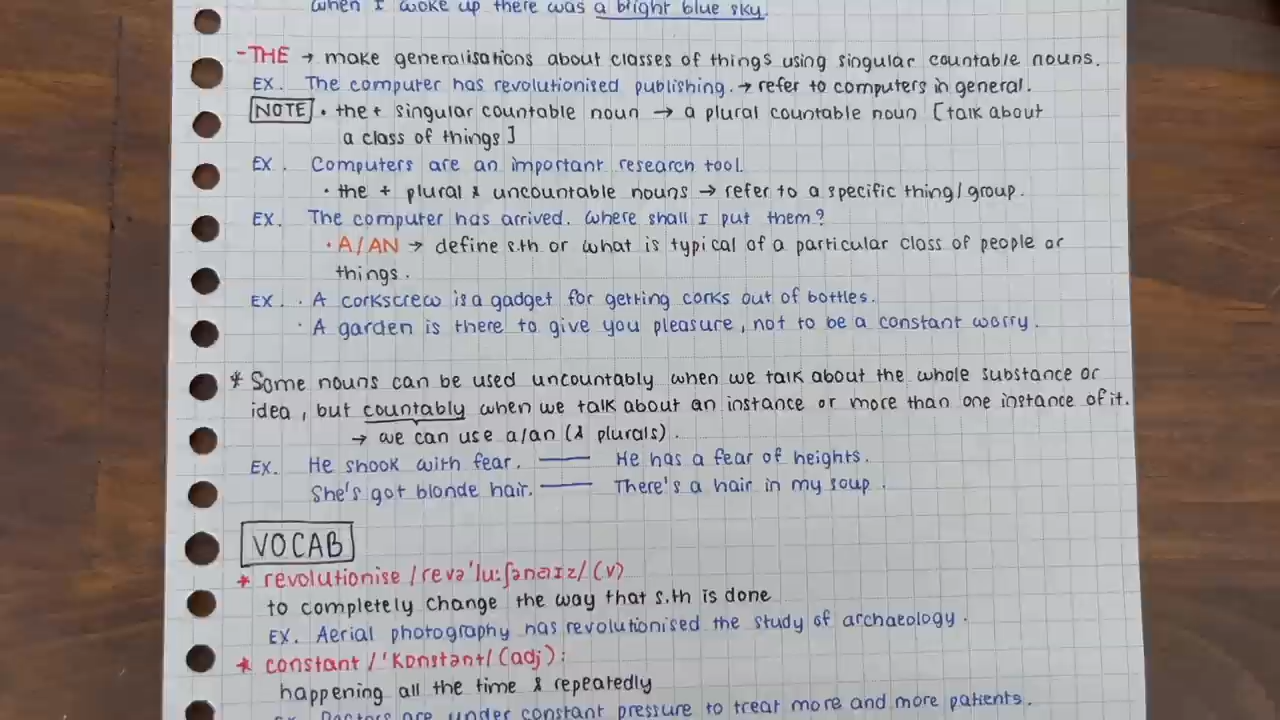 when I woke up there was a bright blue sky.
-THE → make generalisations about classes of things using singular countable nouns.
EX. The computer has revolutionised publishing. → refer to computers in general.
NOTE • the + singular countable noun → a plural countable noun [talk about
a class of things]
EX. Computers are an important research tool.
• the + plural & uncountable nouns → refer to a specific thing/group.
EX. The computer has arrived. Where shall I put them?
• A/AN → define s.th or what is typical of a particular class of people or
things.
EX. • A corkscrew is a gadget for getting corks out of bottles.
• A garden is there to give you pleasure, not to be a constant worry.
* Some nouns can be used uncountably when we talk about the whole substance or
idea, but countably when we talk about an instance or more than one instance of it.
→ we can use a/an (& plurals).
EX. He shook with fear. — He has a fear of heights.
She's got blonde hair. — There's a hair in my soup.
VOCAB
* revolutionise /revə'lu:ʃənaɪz/ (v)
to completely change the way that s.th is done
EX. Aerial photography has revolutionised the study of archaeology.
* constant /'kɒnstənt/ (adj):
happening all the time & repeatedly
EX. Doctors are under constant pressure to treat more and more patients.